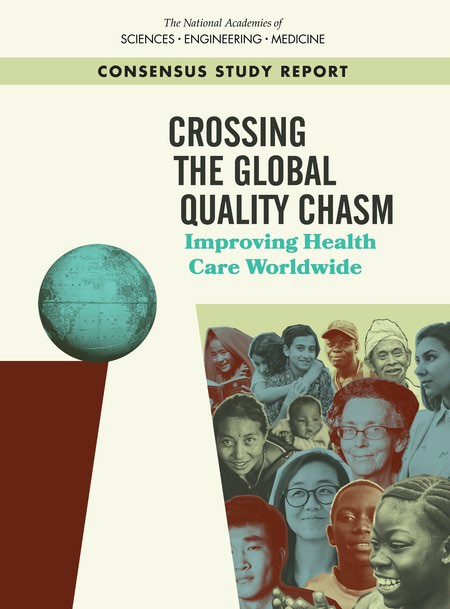 The National Academies of
SCIENCES • ENGINEERING • MEDICINE
CONSENSUS STUDY REPORT
CROSSING
THE GLOBAL
QUALITY CHASM
Improving Health
Care Worldwide